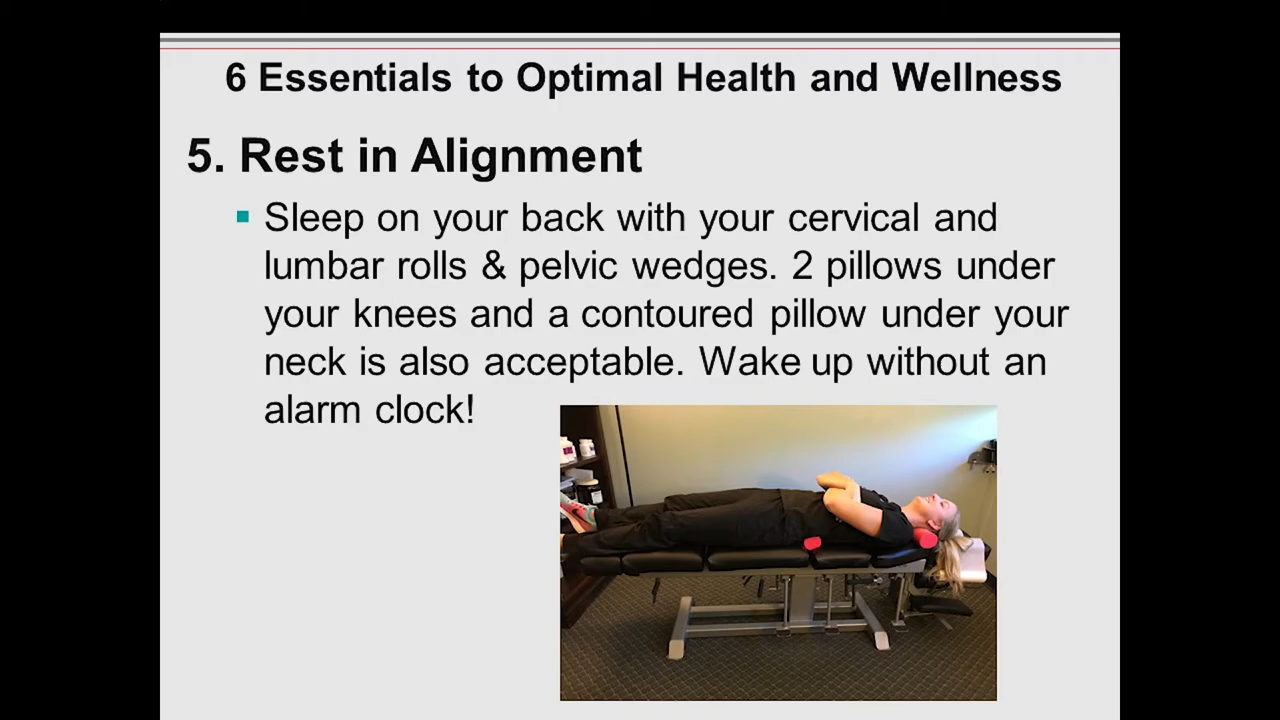 6 Essentials to Optimal Health and Wellness
5. Rest in Alignment
Sleep on your back with your cervical and
lumbar rolls & pelvic wedges. 2 pillows under
your knees and a contoured pillow under your
neck is also acceptable. Wake up without an
alarm clock!